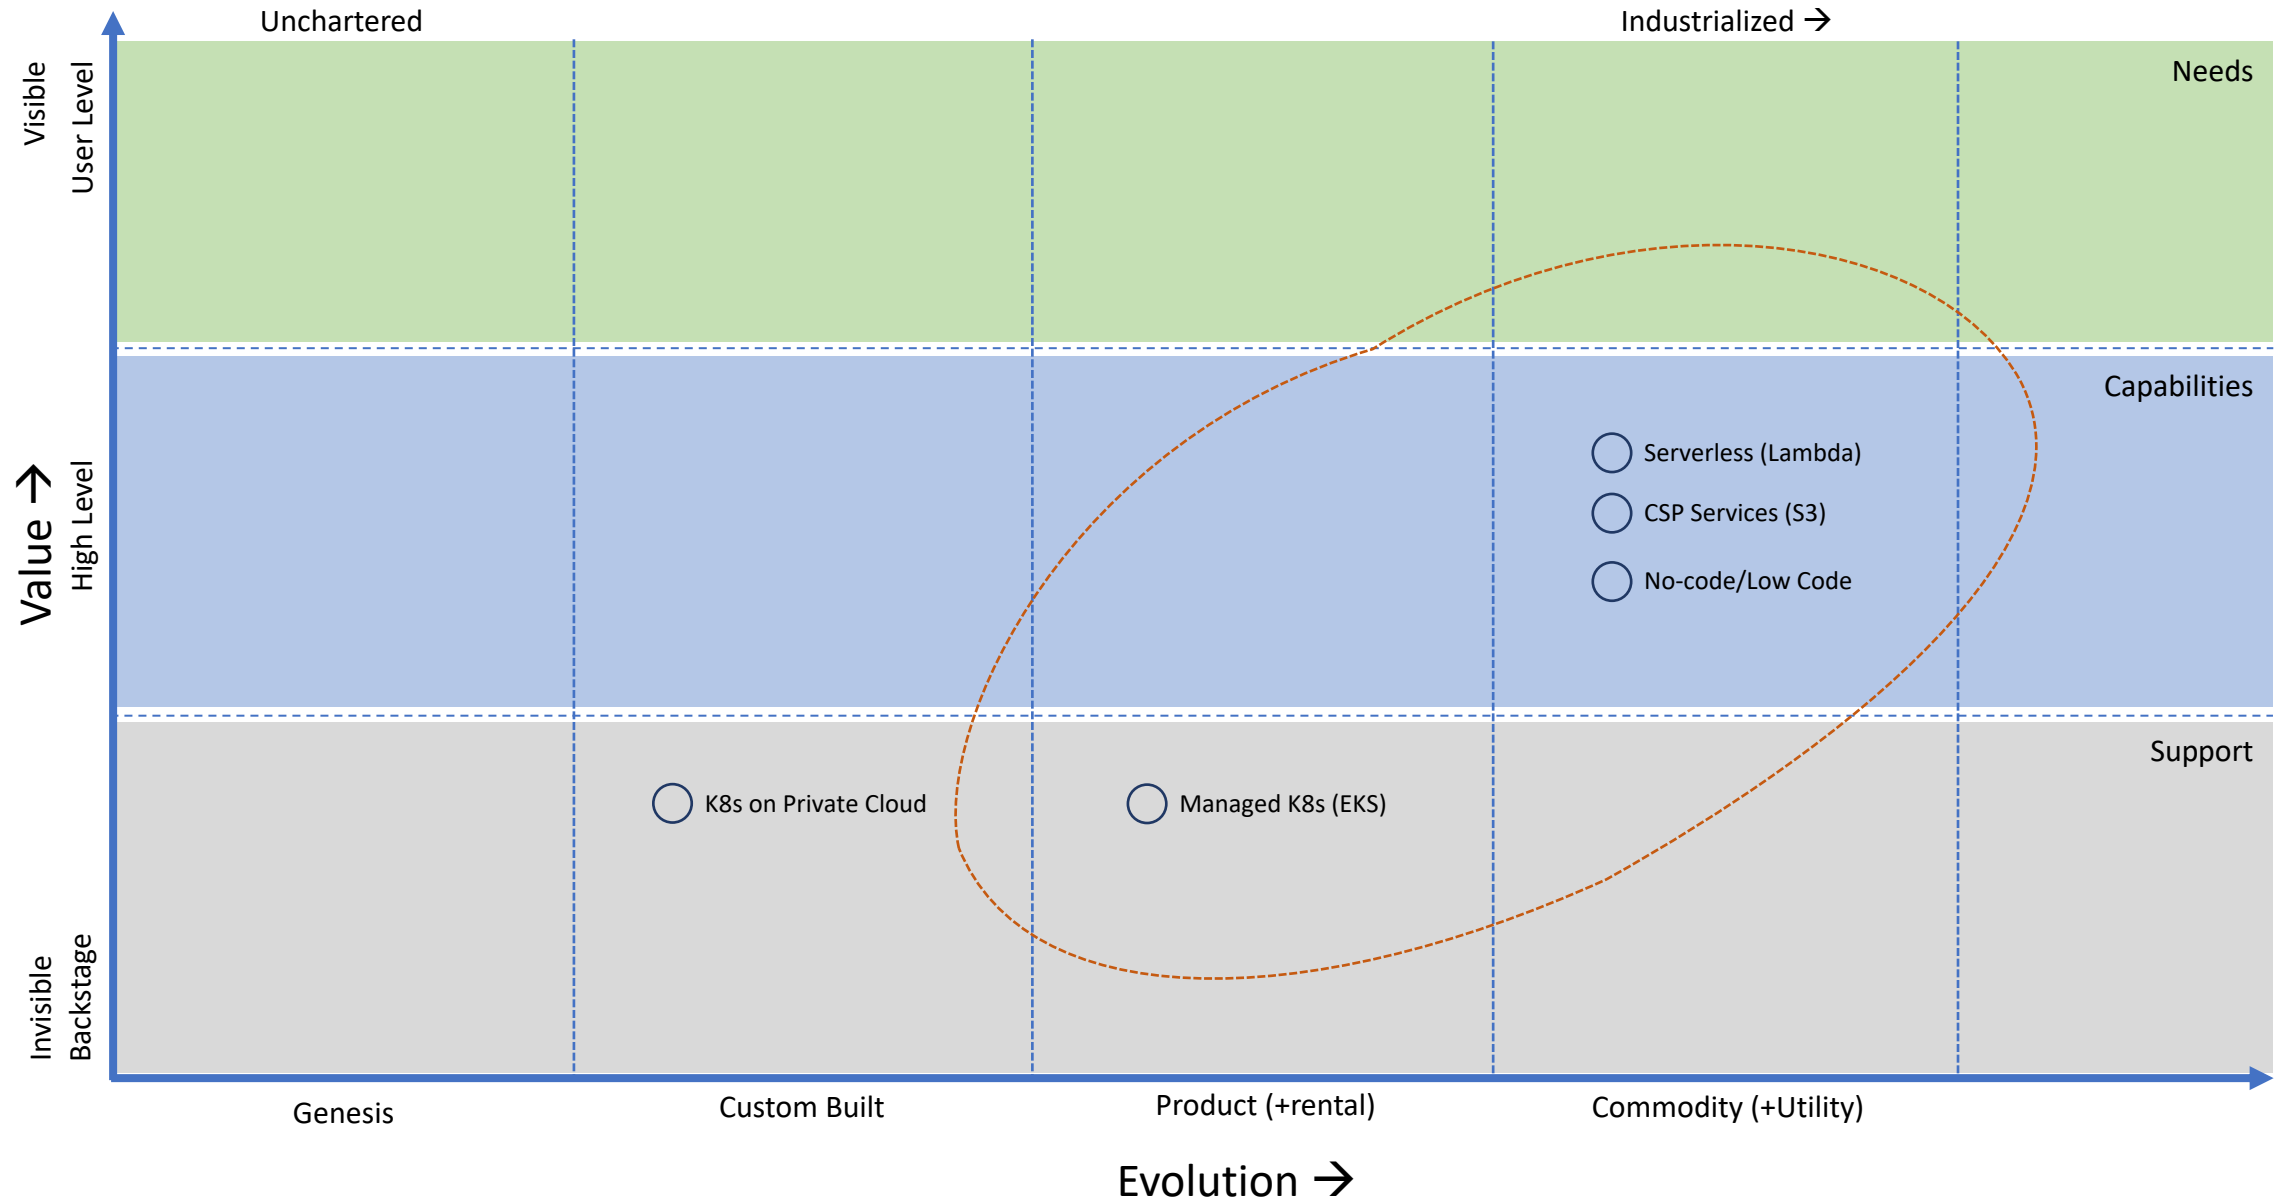 Unchartered
Industrialized →
Visible
User Level
Needs
Capabilities
Serverless (Lambda)
CSP Services (S3)
No-code/Low Code
Value →
High Level
Support
K8s on Private Cloud
Managed K8s (EKS)
Invisible
Backstage
Genesis
Custom Built
Product (+rental)
Commodity (+Utility)
Evolution →